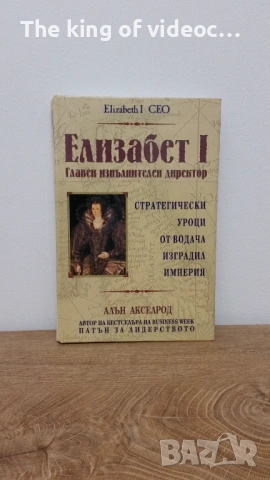 The king of videoc...
Elizabeth I CEO
Елизабет I
Главен изпълнителен директор
СТРАТЕГИЧЕСКИ
УРОЦИ
ОТ ВОДАЧА
ИЗГРАДИЛ
ИМПЕРИЯ
АЛЪН АКСЕЛРОД
АВТОР НА БЕСТСЕЛЪРА НА BUSINESS WEEK
ПАТЪН ЗА ЛИДЕРСТВОТО
bazar